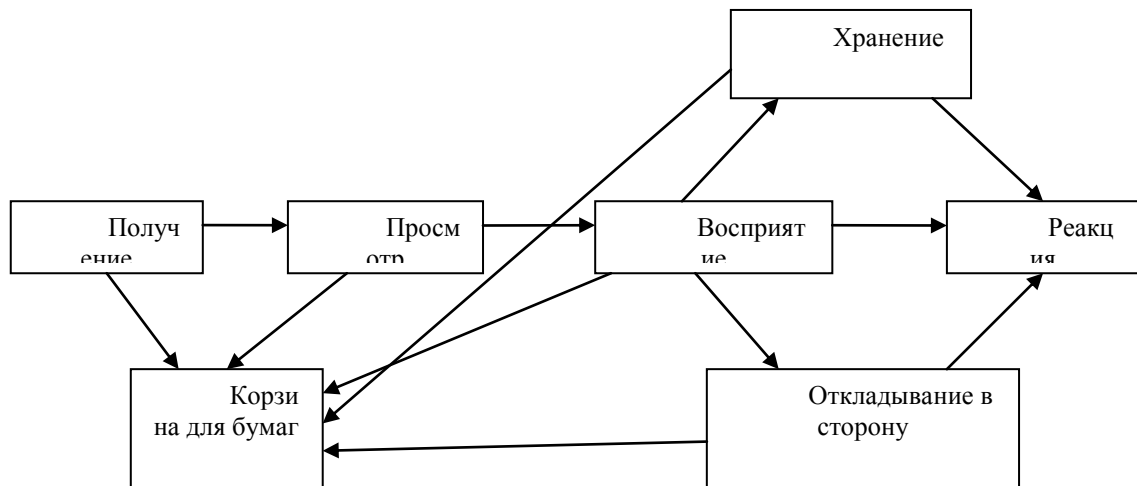 Хранение
Получ
ение
Просм
отр
Восприят
ие
Реакц
ия
Корзи
на для бумаг
Откладывание в
сторону